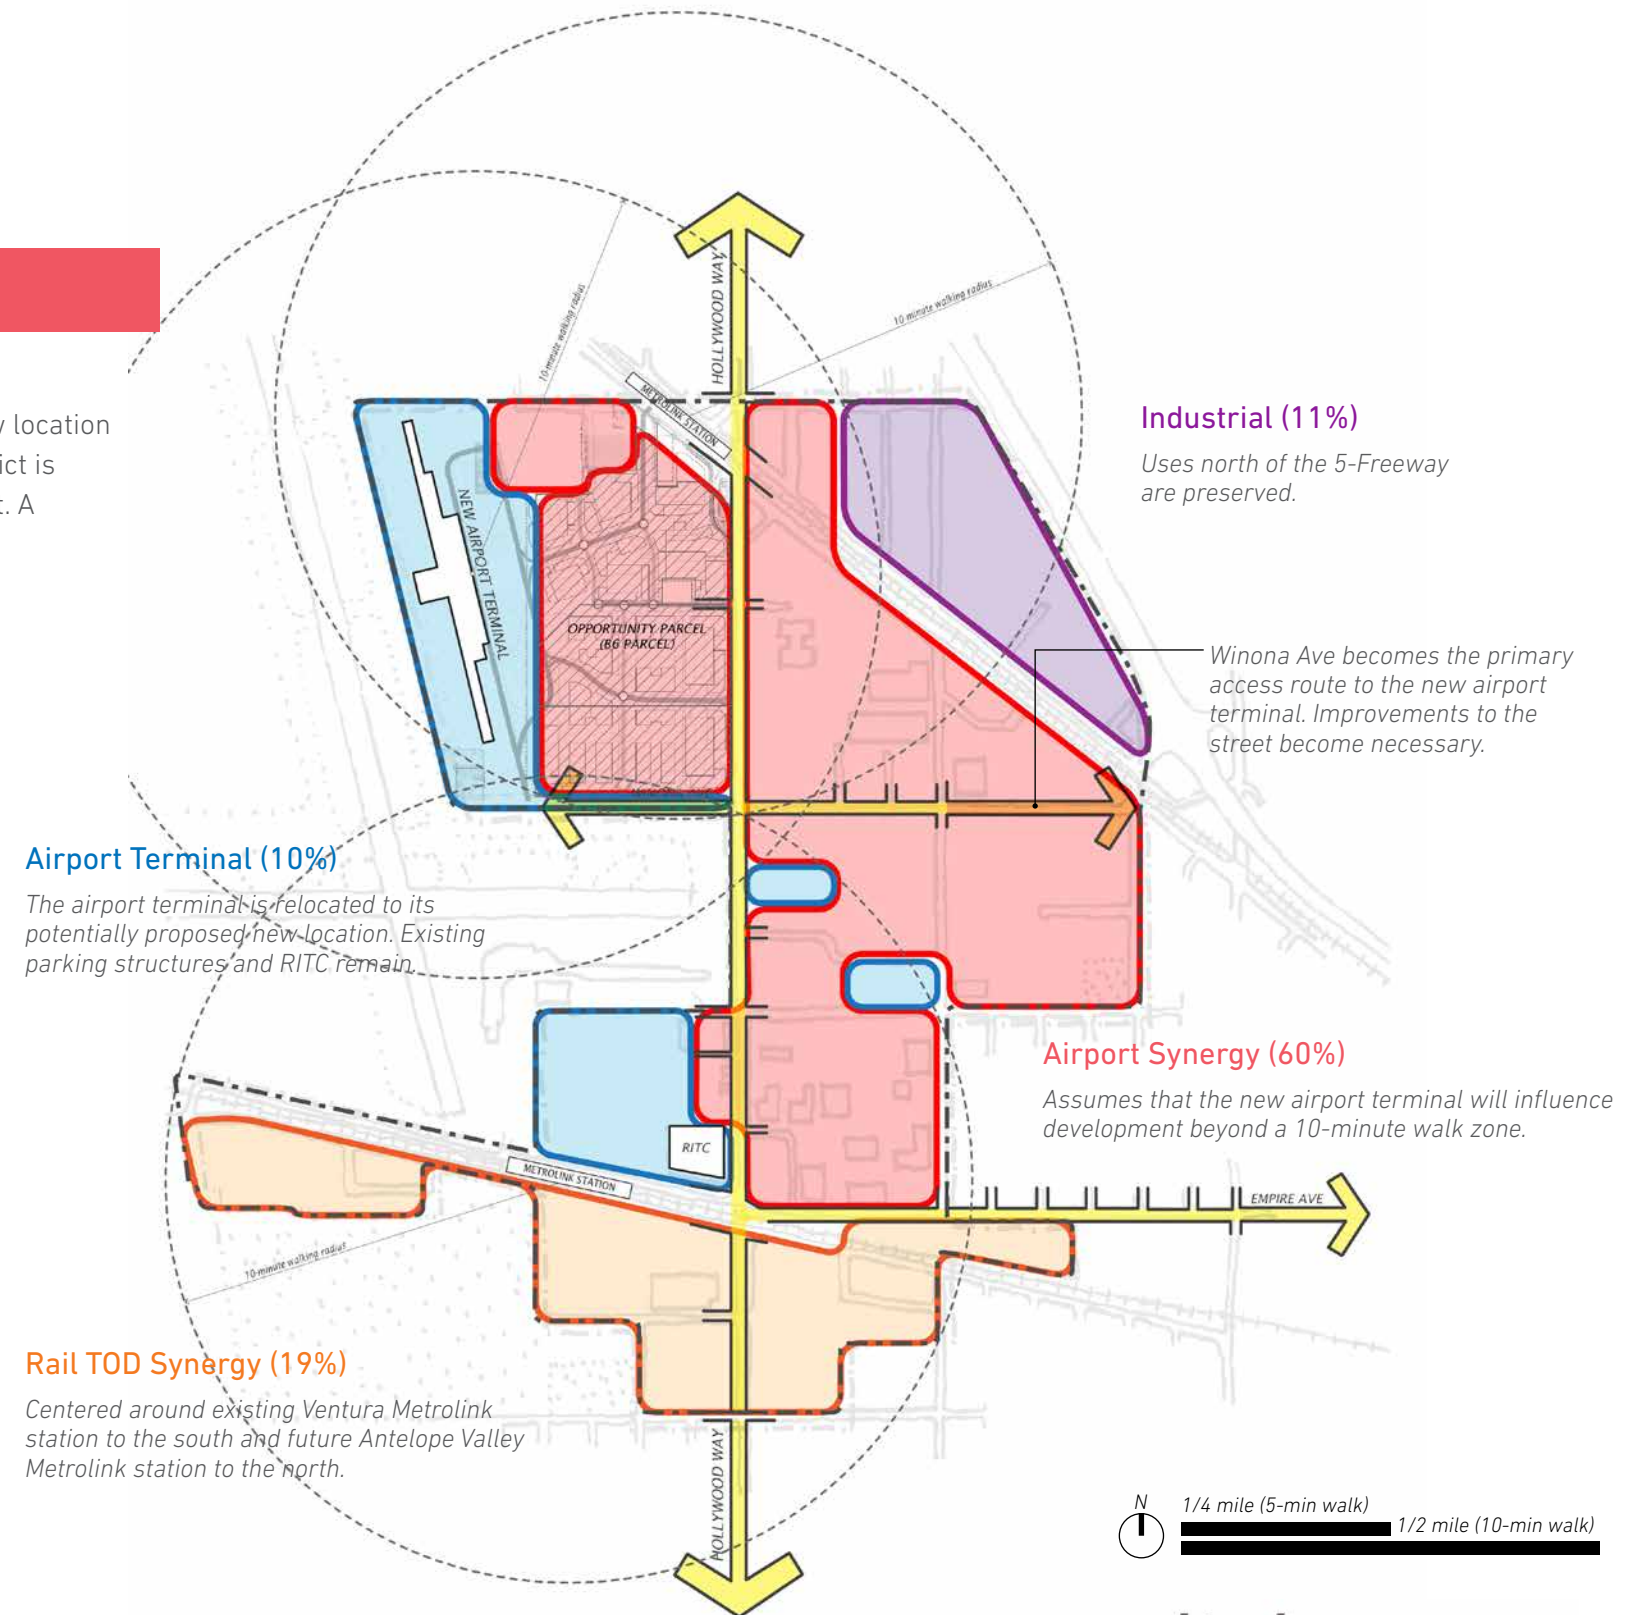 y location
ict is
t. A
HOLLYWOOD WAY
10-minute walking radius
10-minute walking radius
METROLINK STATION
Industrial (11%)
Uses north of the 5-Freeway
are preserved.
NEW AIRPORT TERMINAL
OPPORTUNITY PARCEL
(B6 PARCEL)
Winona Ave becomes the primary
access route to the new airport
terminal. Improvements to the
street become necessary.
Airport Terminal (10%)
The airport terminal is relocated to its
potentially proposed new location. Existing
parking structures and RITC remain.
Airport Synergy (60%)
Assumes that the new airport terminal will influence
development beyond a 10-minute walk zone.
RITC
METROLINK STATION
EMPIRE AVE
10-minute walking radius
Rail TOD Synergy (19%)
Centered around existing Ventura Metrolink
station to the south and future Antelope Valley
Metrolink station to the north.
HOLLYWOOD WAY
N
1/4 mile (5-min walk)
1/2 mile (10-min walk)